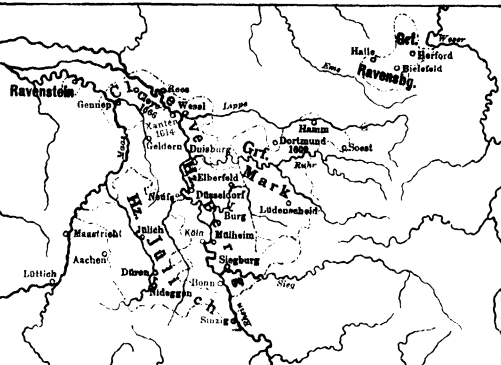 Weser
Grf.
Halle
Herford
Bielefeld
Ems
Ravensbg.
Ravenstein
Gennep
Cleve
Rees
Wesel
Lippe
Xanten
1614
Geldern
Duisburg
Hamm
Dortmund
1609
Soest
Grf.
Mark
Ruhr
Maas
Elberfeld
Neuß
Düsseldorf
Burg
Lüdenscheid
Hz. Berg
Hz. Jülich
Jülich
Köln
Mülheim
Maastricht
Aachen
Siegburg
Sieg
Lüttich
Düren
Bonn
Nideggen
Rhein
Sinzig